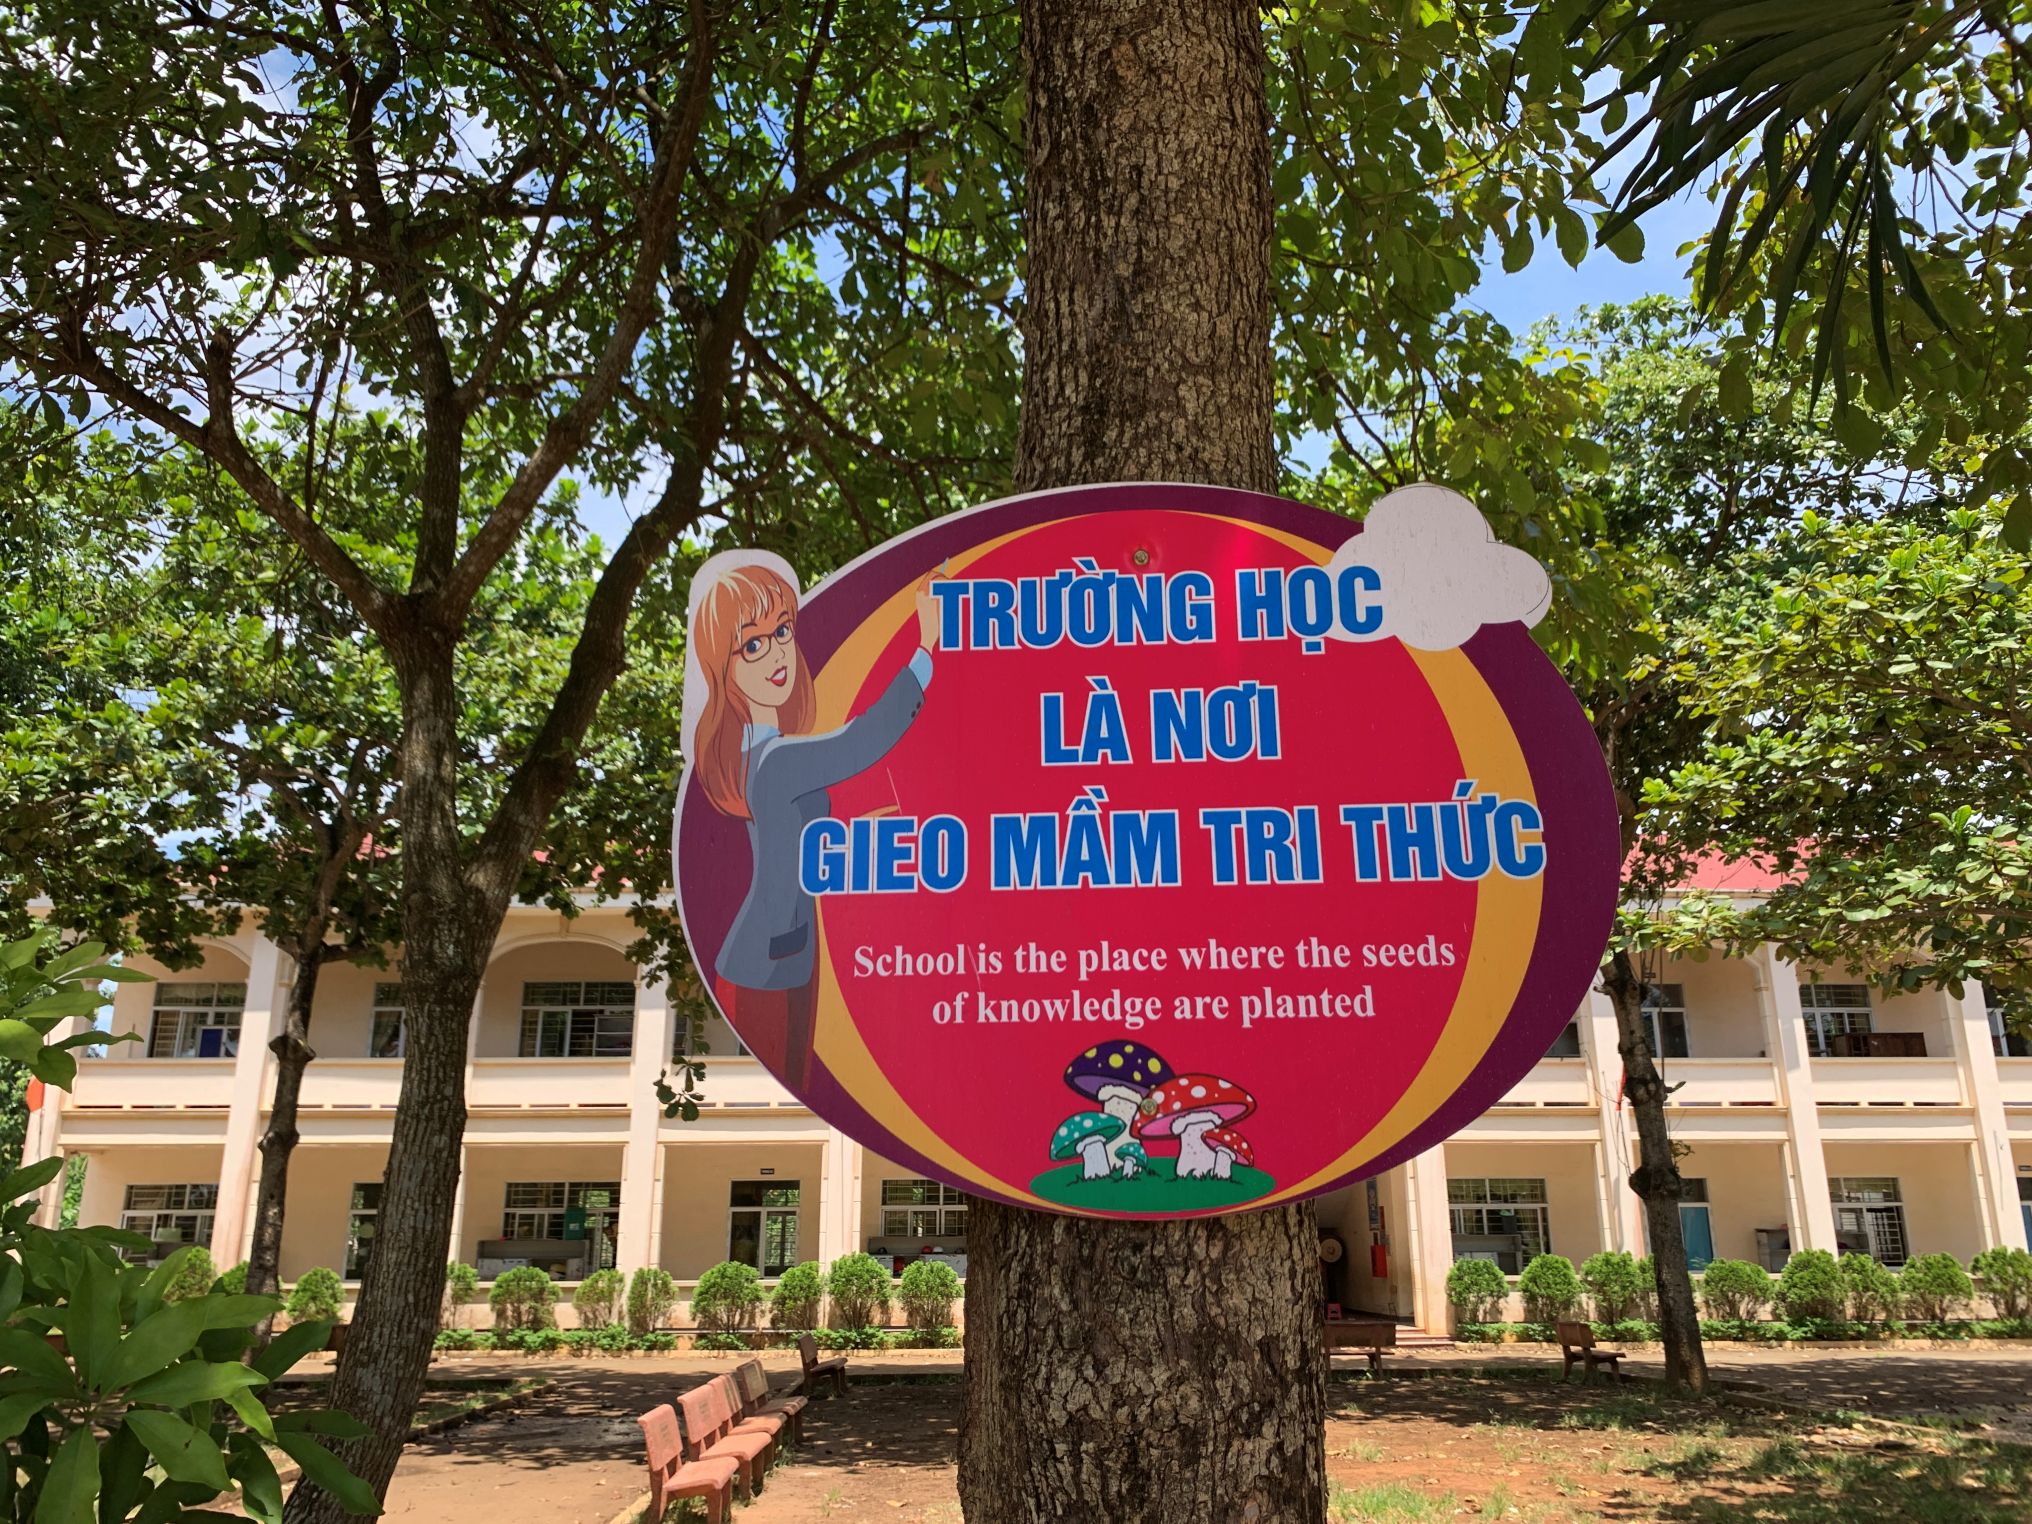 TRƯỜNG HỌC
LÀ NƠI
GIEO MẦM TRI THỨC
School is the place where the seeds
of knowledge are planted